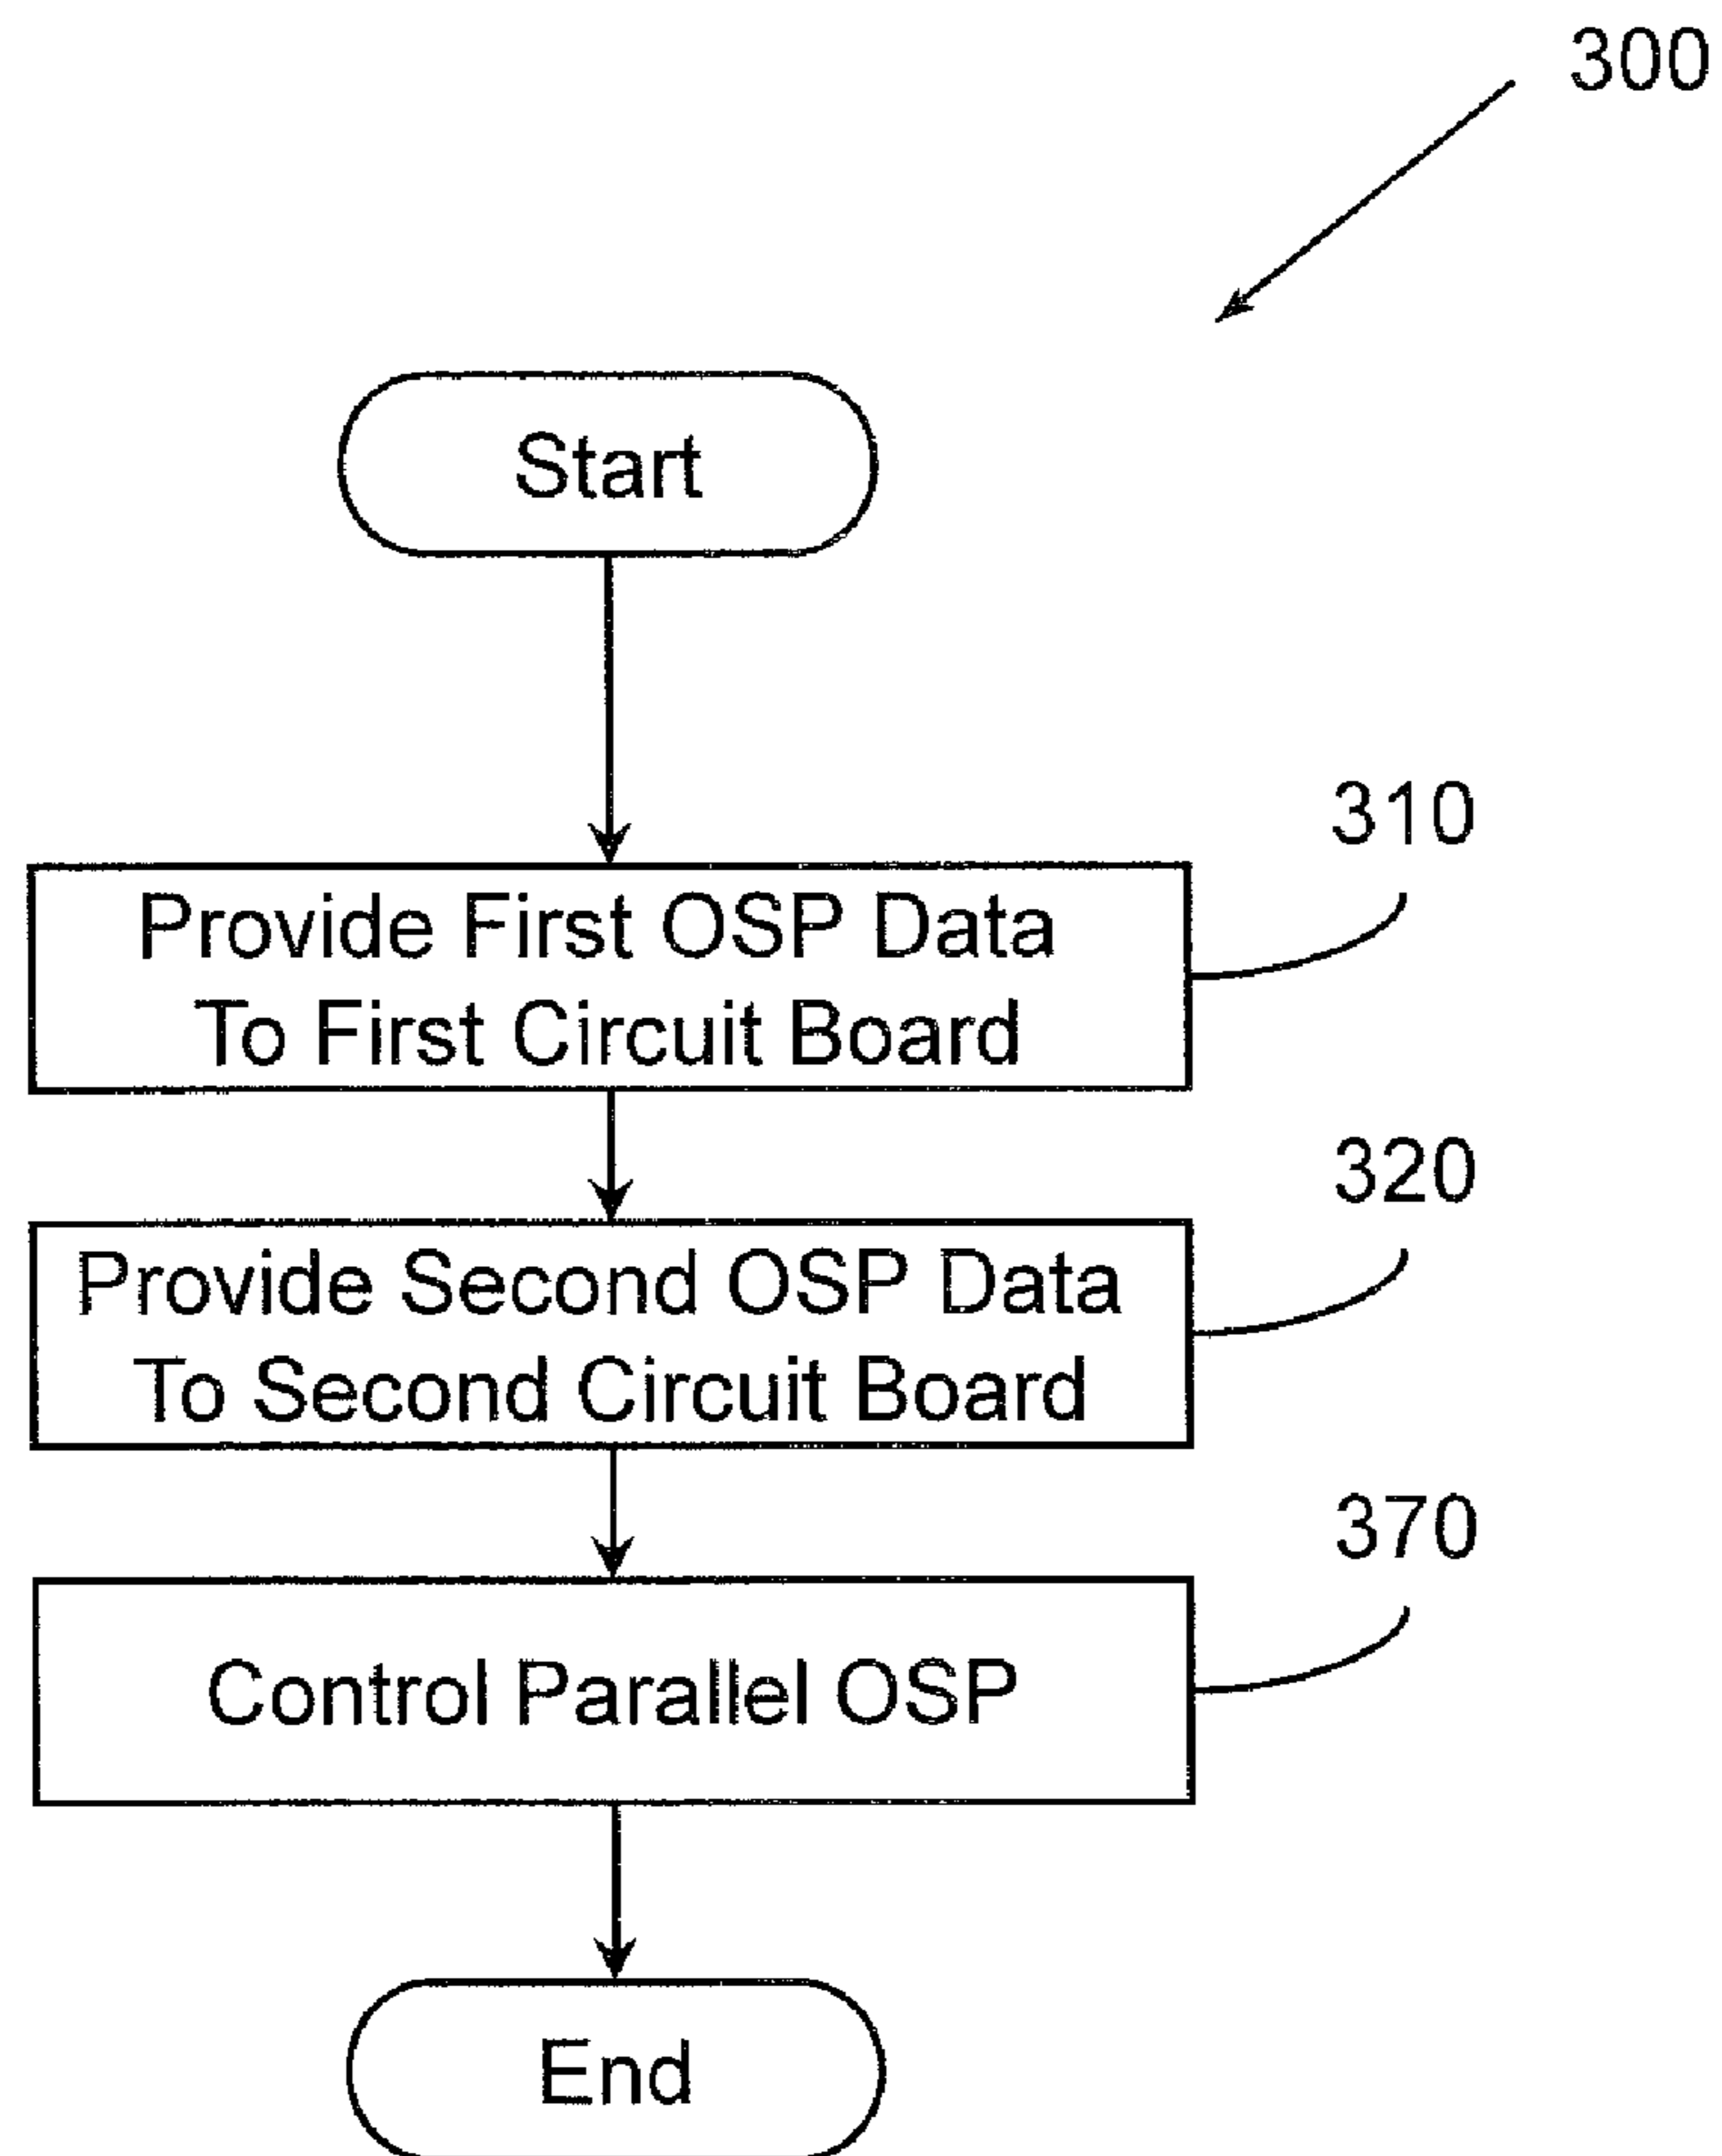 300
Start
310
Provide First OSP Data
To First Circuit Board
320
Provide Second OSP Data
To Second Circuit Board
370
Control Parallel OSP
End